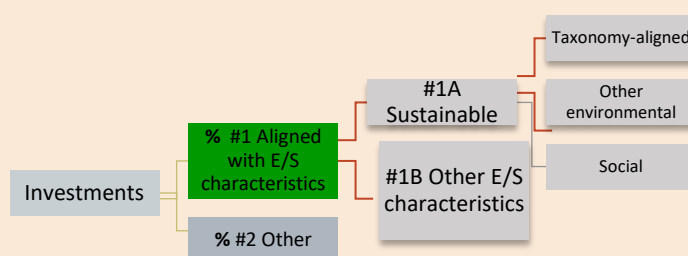 Taxonomy-aligned
#1A
Sustainable
Other
environmental
% #1 Aligned
with E/S
characteristics
Social
#1B Other E/S
characteristics
Investments
% #2 Other